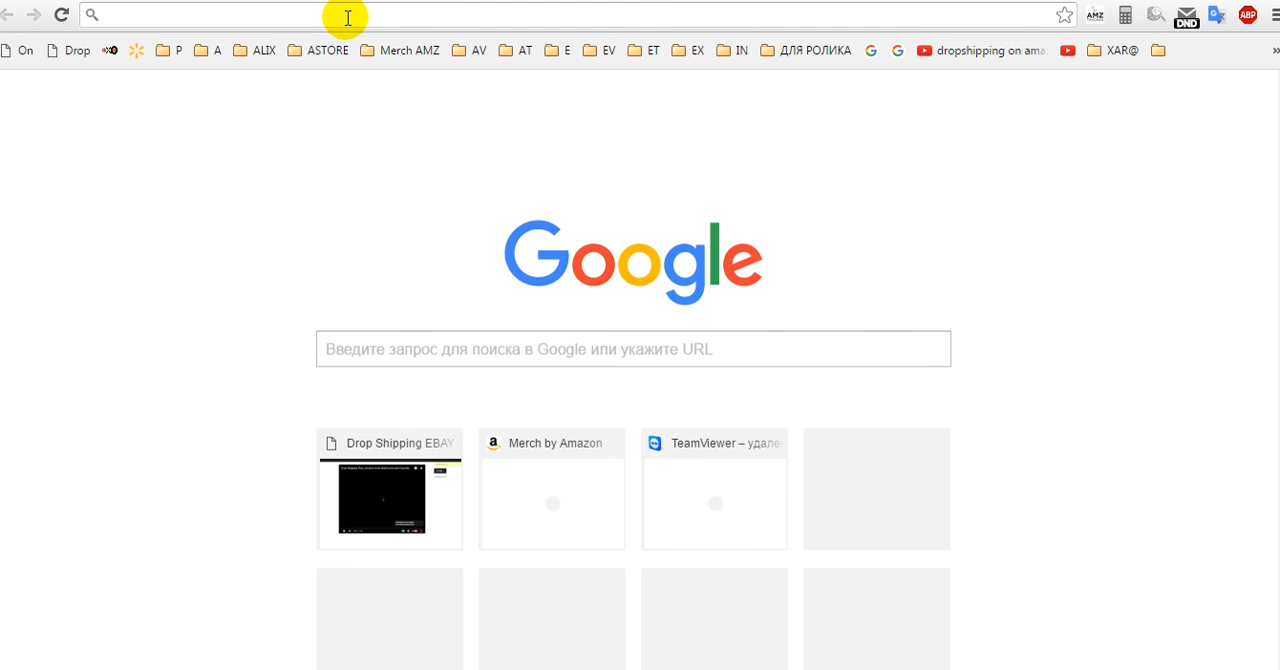 AMZ
DND
ABP
On Drop P A ALIX ASTORE Merch AMZ AV AT E EV ET EX IN ДЛЯ РОЛИКА dropshipping on ama XAR@
Google
Введите запрос для поиска в Google или укажите URL
Drop Shipping EBAY Merch by Amazon TeamViewer – удале